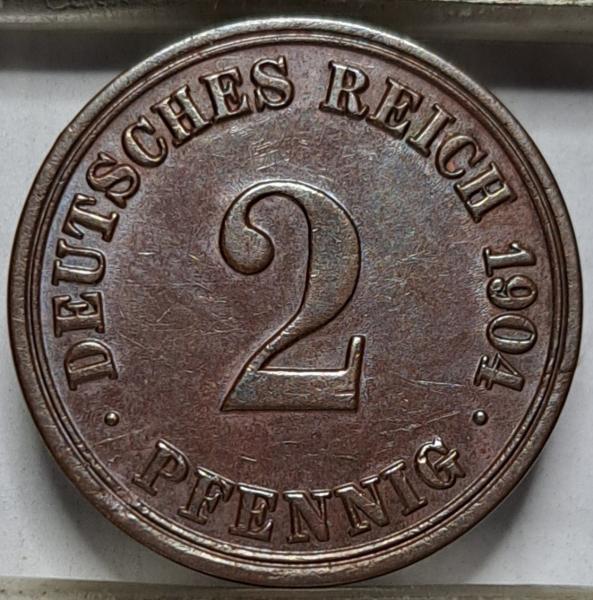 DEUTSCHES REICH 1904
2
· PFENNIG ·